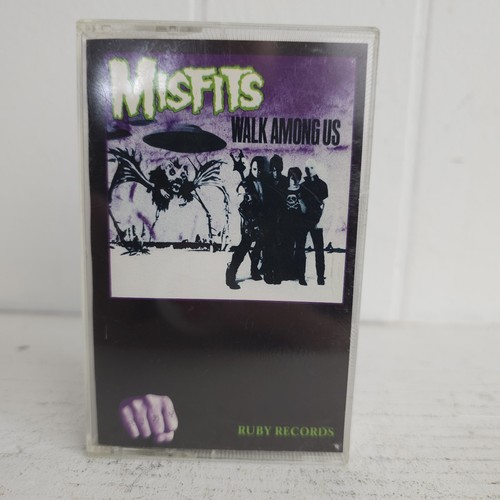 MISFITS
WALK AMONG US
RUBY RECORDS